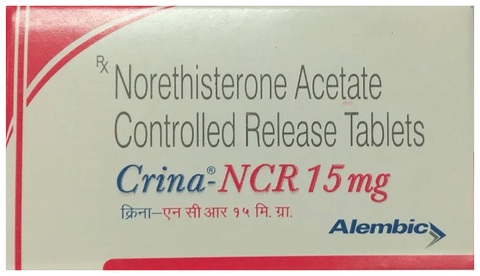 Rx Norethisterone Acetate
Controlled Release Tablets
Crina®-NCR 15 mg
क्रिना–एन सी आर १५ मि. ग्रा.
Alembic